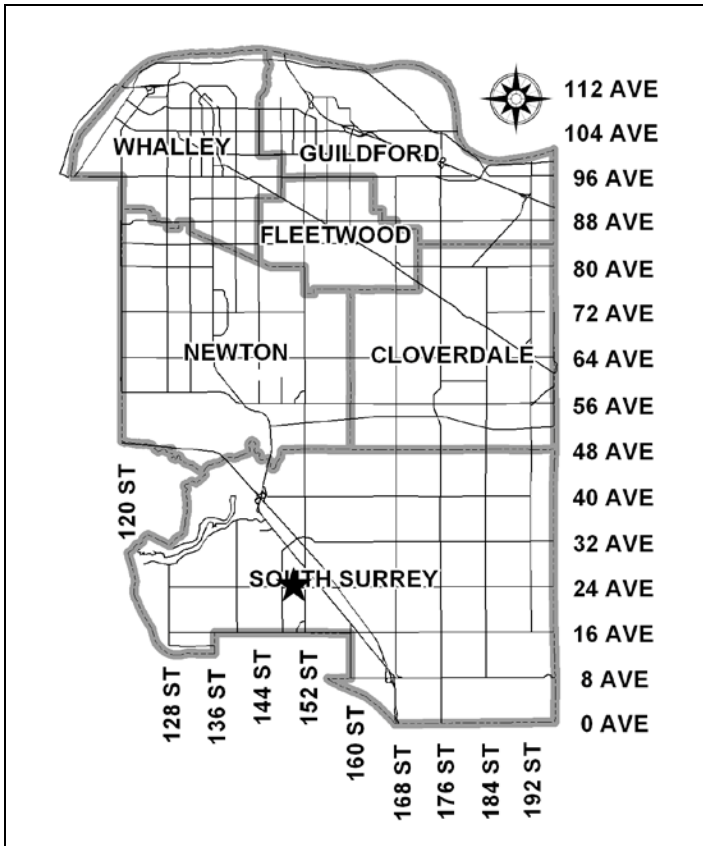 112 AVE
104 AVE
WHALLEY
GUILDFORD
96 AVE
88 AVE
FLEETWOOD
80 AVE
72 AVE
NEWTON
CLOVERDALE
64 AVE
56 AVE
48 AVE
120 ST
40 AVE
32 AVE
SOUTH SURREY
24 AVE
16 AVE
128 ST
136 ST
144 ST
152 ST
160 ST
168 ST
176 ST
184 ST
192 ST
8 AVE
0 AVE